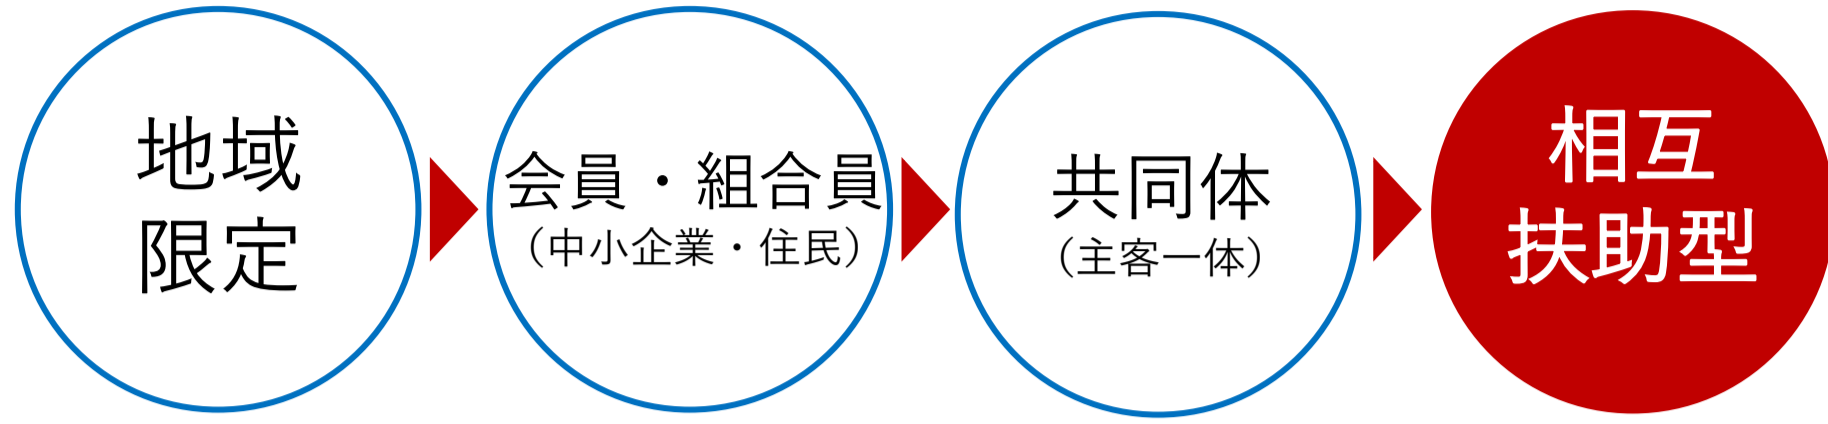 地域
限定
会員・組合員
（中小企業・住民）
共同体
（主客一体）
相互
扶助型